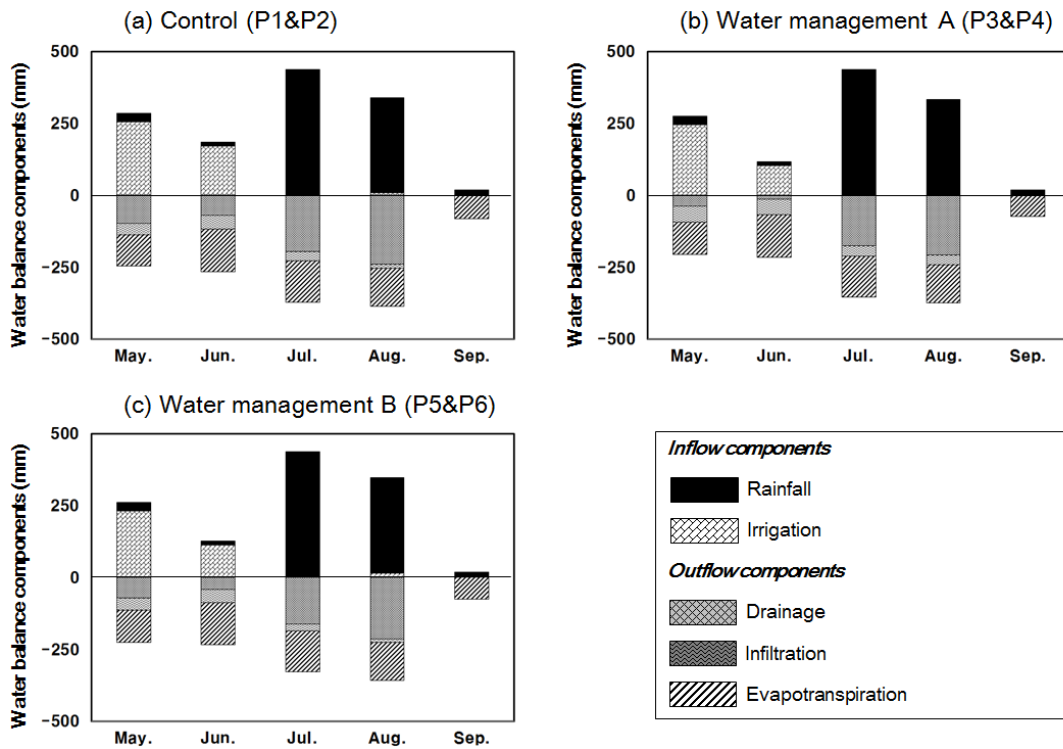 (a) Control (P1&P2)
Water balance components (mm)
500
250
0
−250
−500
May.
Jun.
Jul.
Aug.
Sep.
(b) Water management A (P3&P4)
Water balance components (mm)
500
250
0
−250
−500
May.
Jun.
Jul.
Aug.
Sep.
(c) Water management B (P5&P6)
Water balance components (mm)
500
250
0
−250
−500
May.
Jun.
Jul.
Aug.
Sep.
Inflow components
Rainfall
Irrigation
Outflow components
Drainage
Infiltration
Evapotranspiration